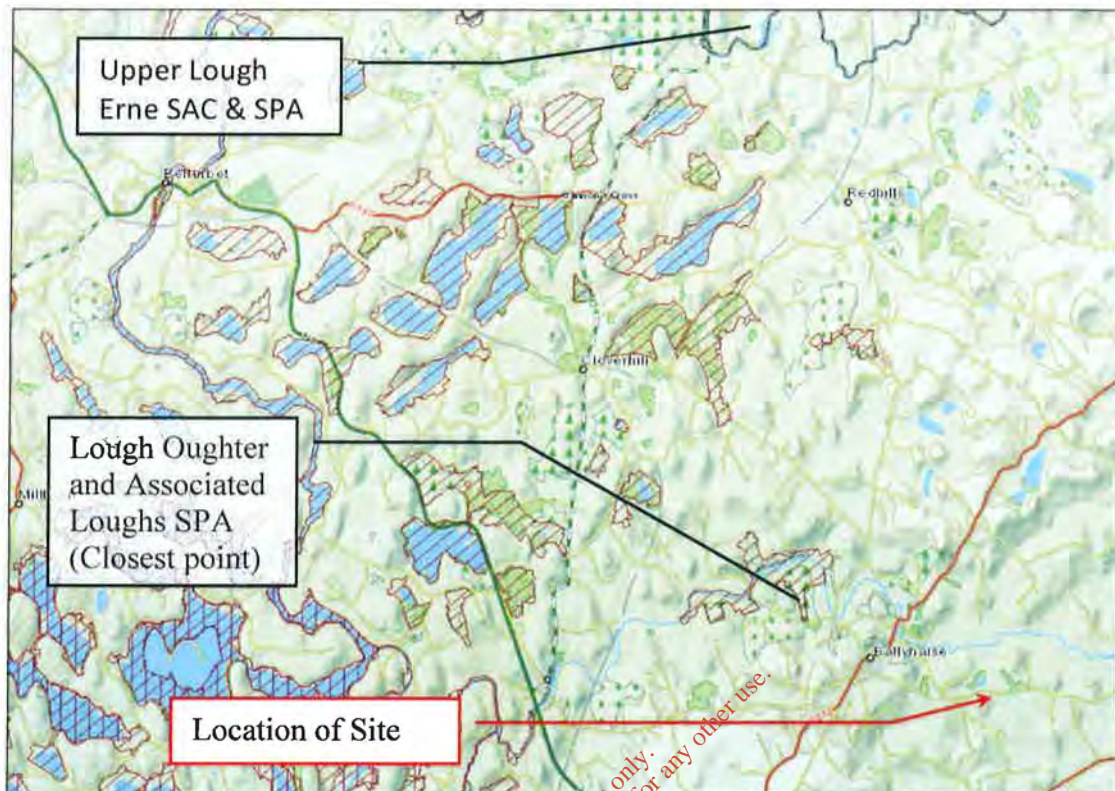 Upper Lough
Erne SAC & SPA
Belturbet
Redhills
Cloverhill
Lough Oughter
and Associated
Loughs SPA
(Closest point)
Mill
Ballyhaise
Location of Site
only.
for any other use.